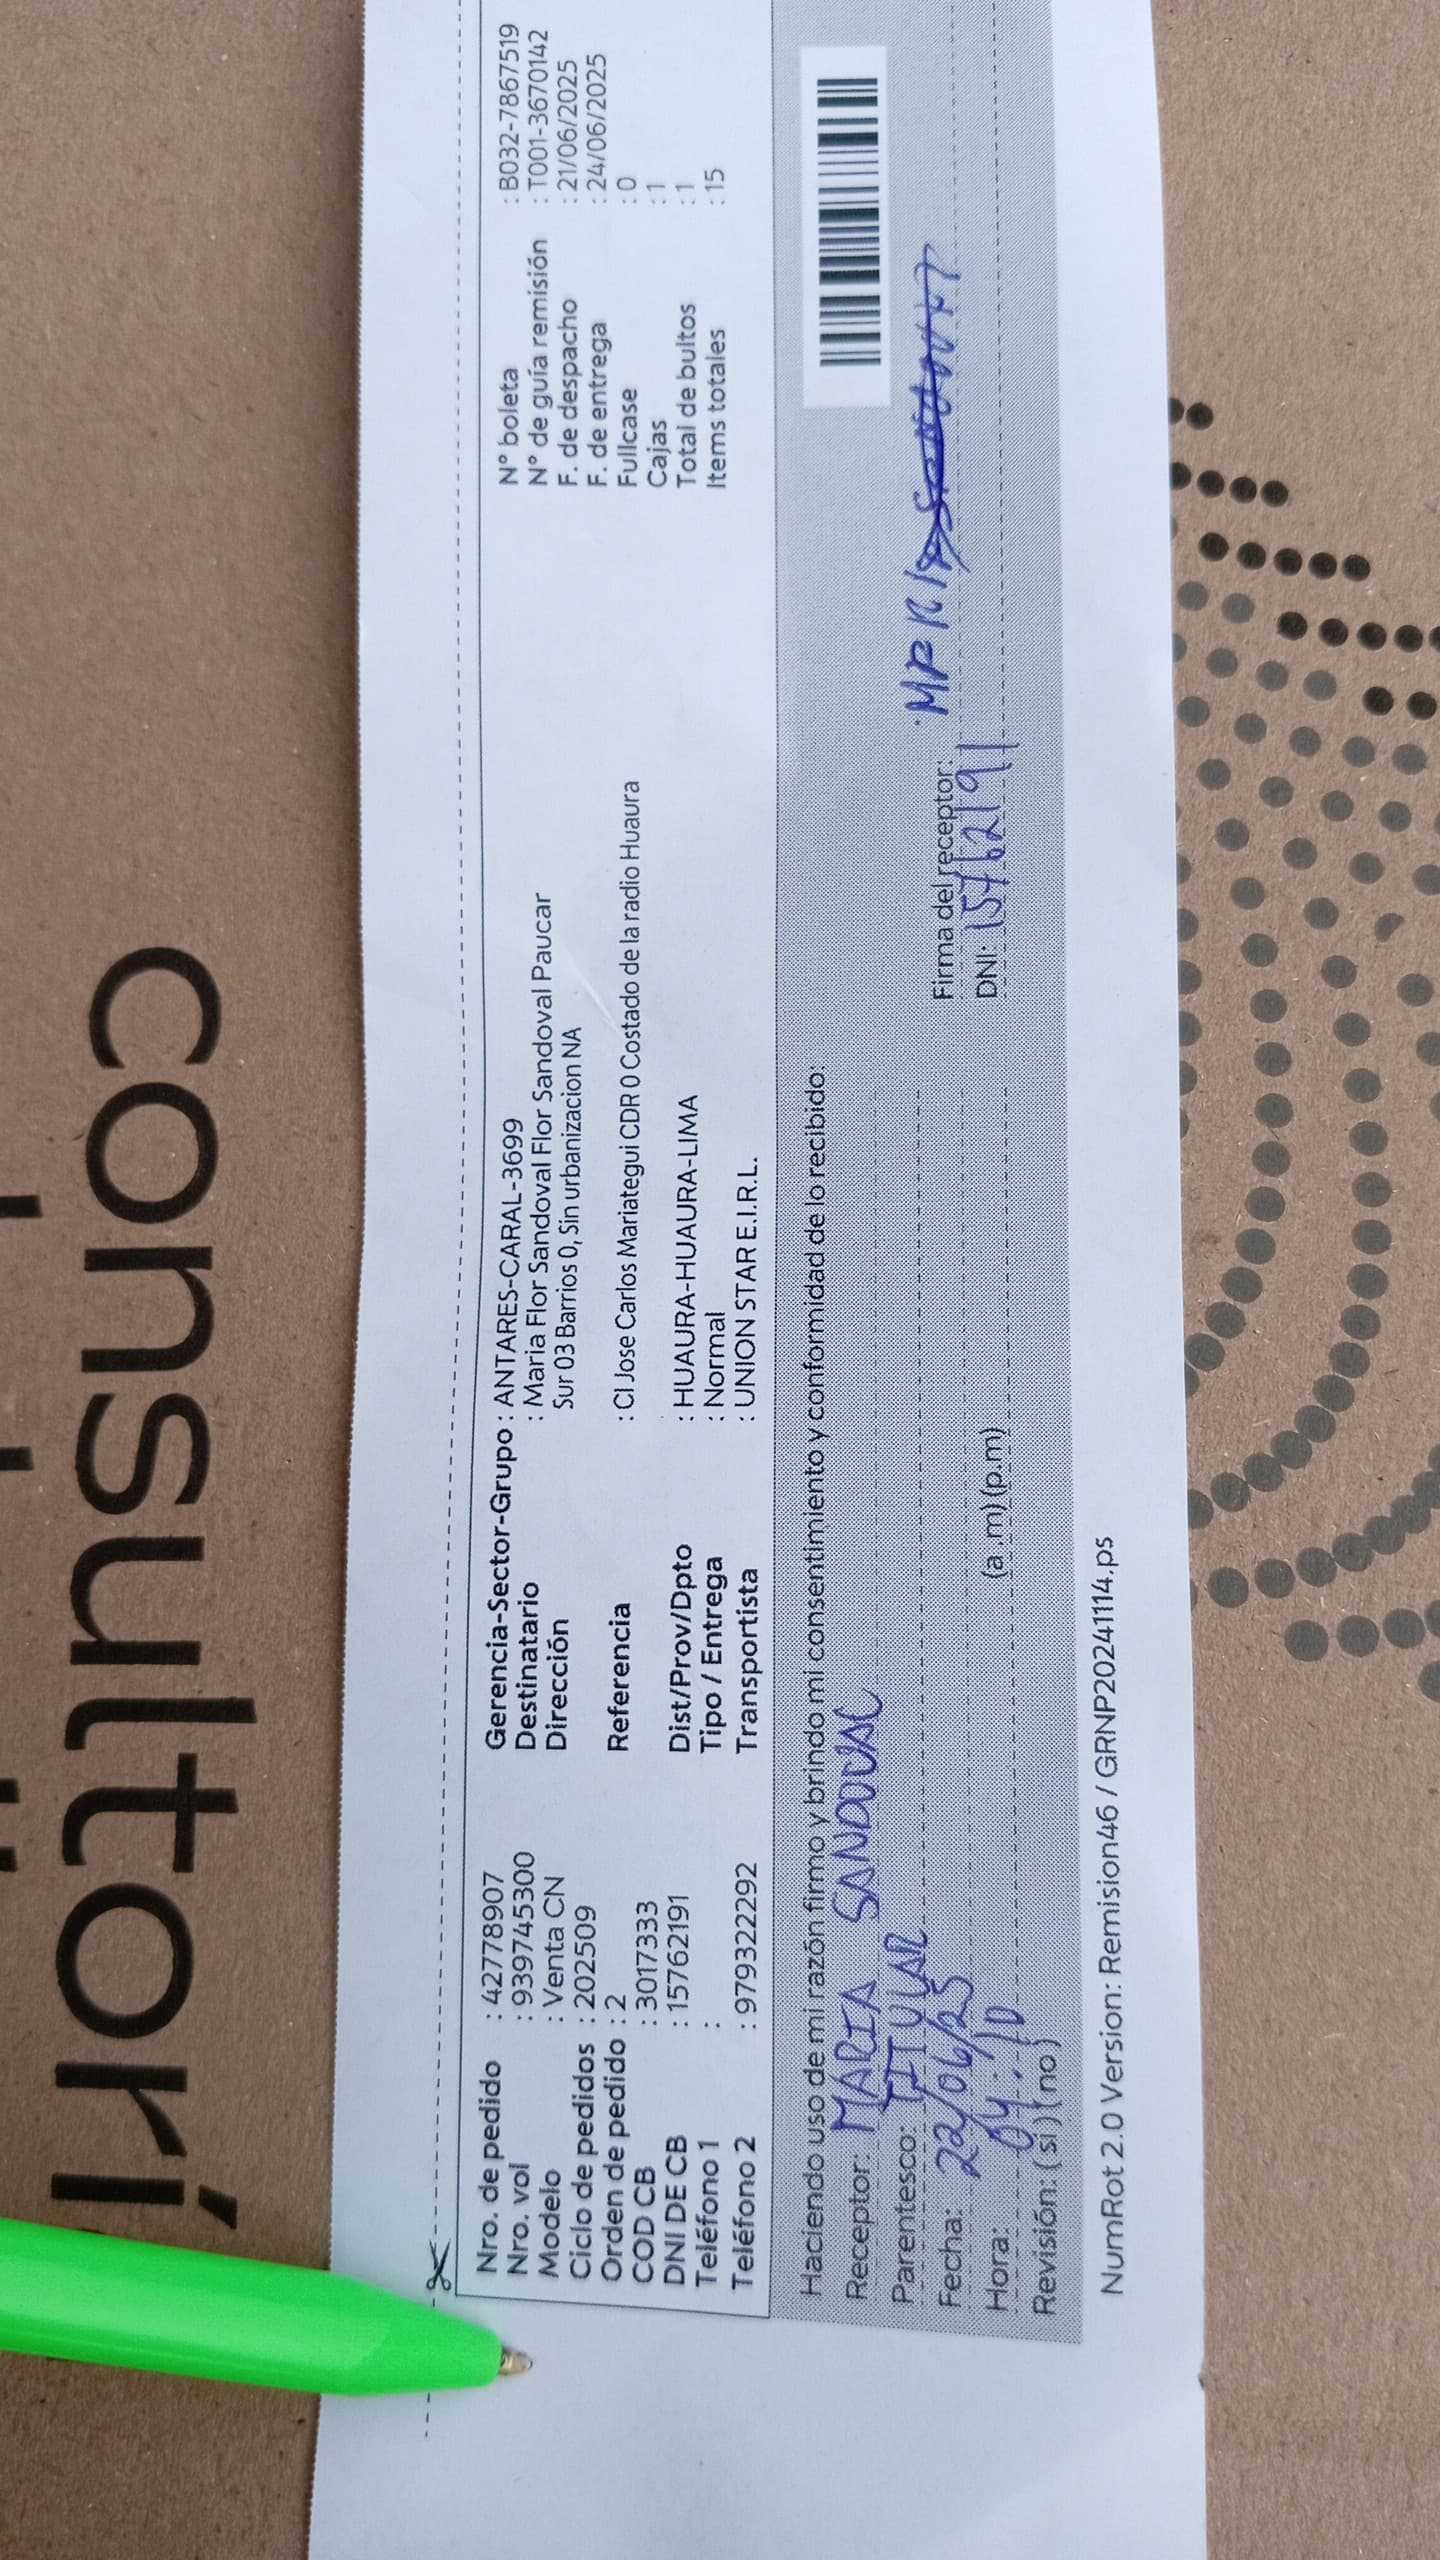 consultorí
Nro. de pedido : 42778907
Nro. vol : 939745300
Modelo : Venta CN
Ciclo de pedidos : 202509
Orden de pedido : 2
COD CB : 3017333
DNI DE CB : 15762191
Teléfono 1 :
Teléfono 2 : 979322292
Gerencia-Sector-Grupo : ANTARES-CARAL-3699
Destinatario : Maria Flor Sandoval Flor Sandoval Paucar
Dirección Sur 03 Barrios 0, Sin urbanizacion NA
Referencia : Cl Jose Carlos Mariategui CDR 0 Costado de la radio Huaura
Dist/Prov/Dpto : HUAURA-HUAURA-LIMA
Tipo / Entrega : Normal
Transportista : UNION STAR E.I.R.L.
N° boleta : B032-7867519
N° de guía remisión : T001-3670142
F. de despacho : 21/06/2025
F. de entrega : 24/06/2025
Fullcase : 0
Cajas : 1
Total de bultos : 1
Items totales : 15
Haciendo uso de mi razón firmo y brindo mi consentimiento y conformidad de lo recibido:
Receptor: MARIA SANDOVAL
Parentesco: TITULAR
Fecha: 22/06/25
Hora: 04:10 (a .m) (p.m)
Revisión: (si) (no)
Firma del receptor:
DNI: 15762191
NumRot 2.0 Version: Remision46 / GRNP20241114.ps